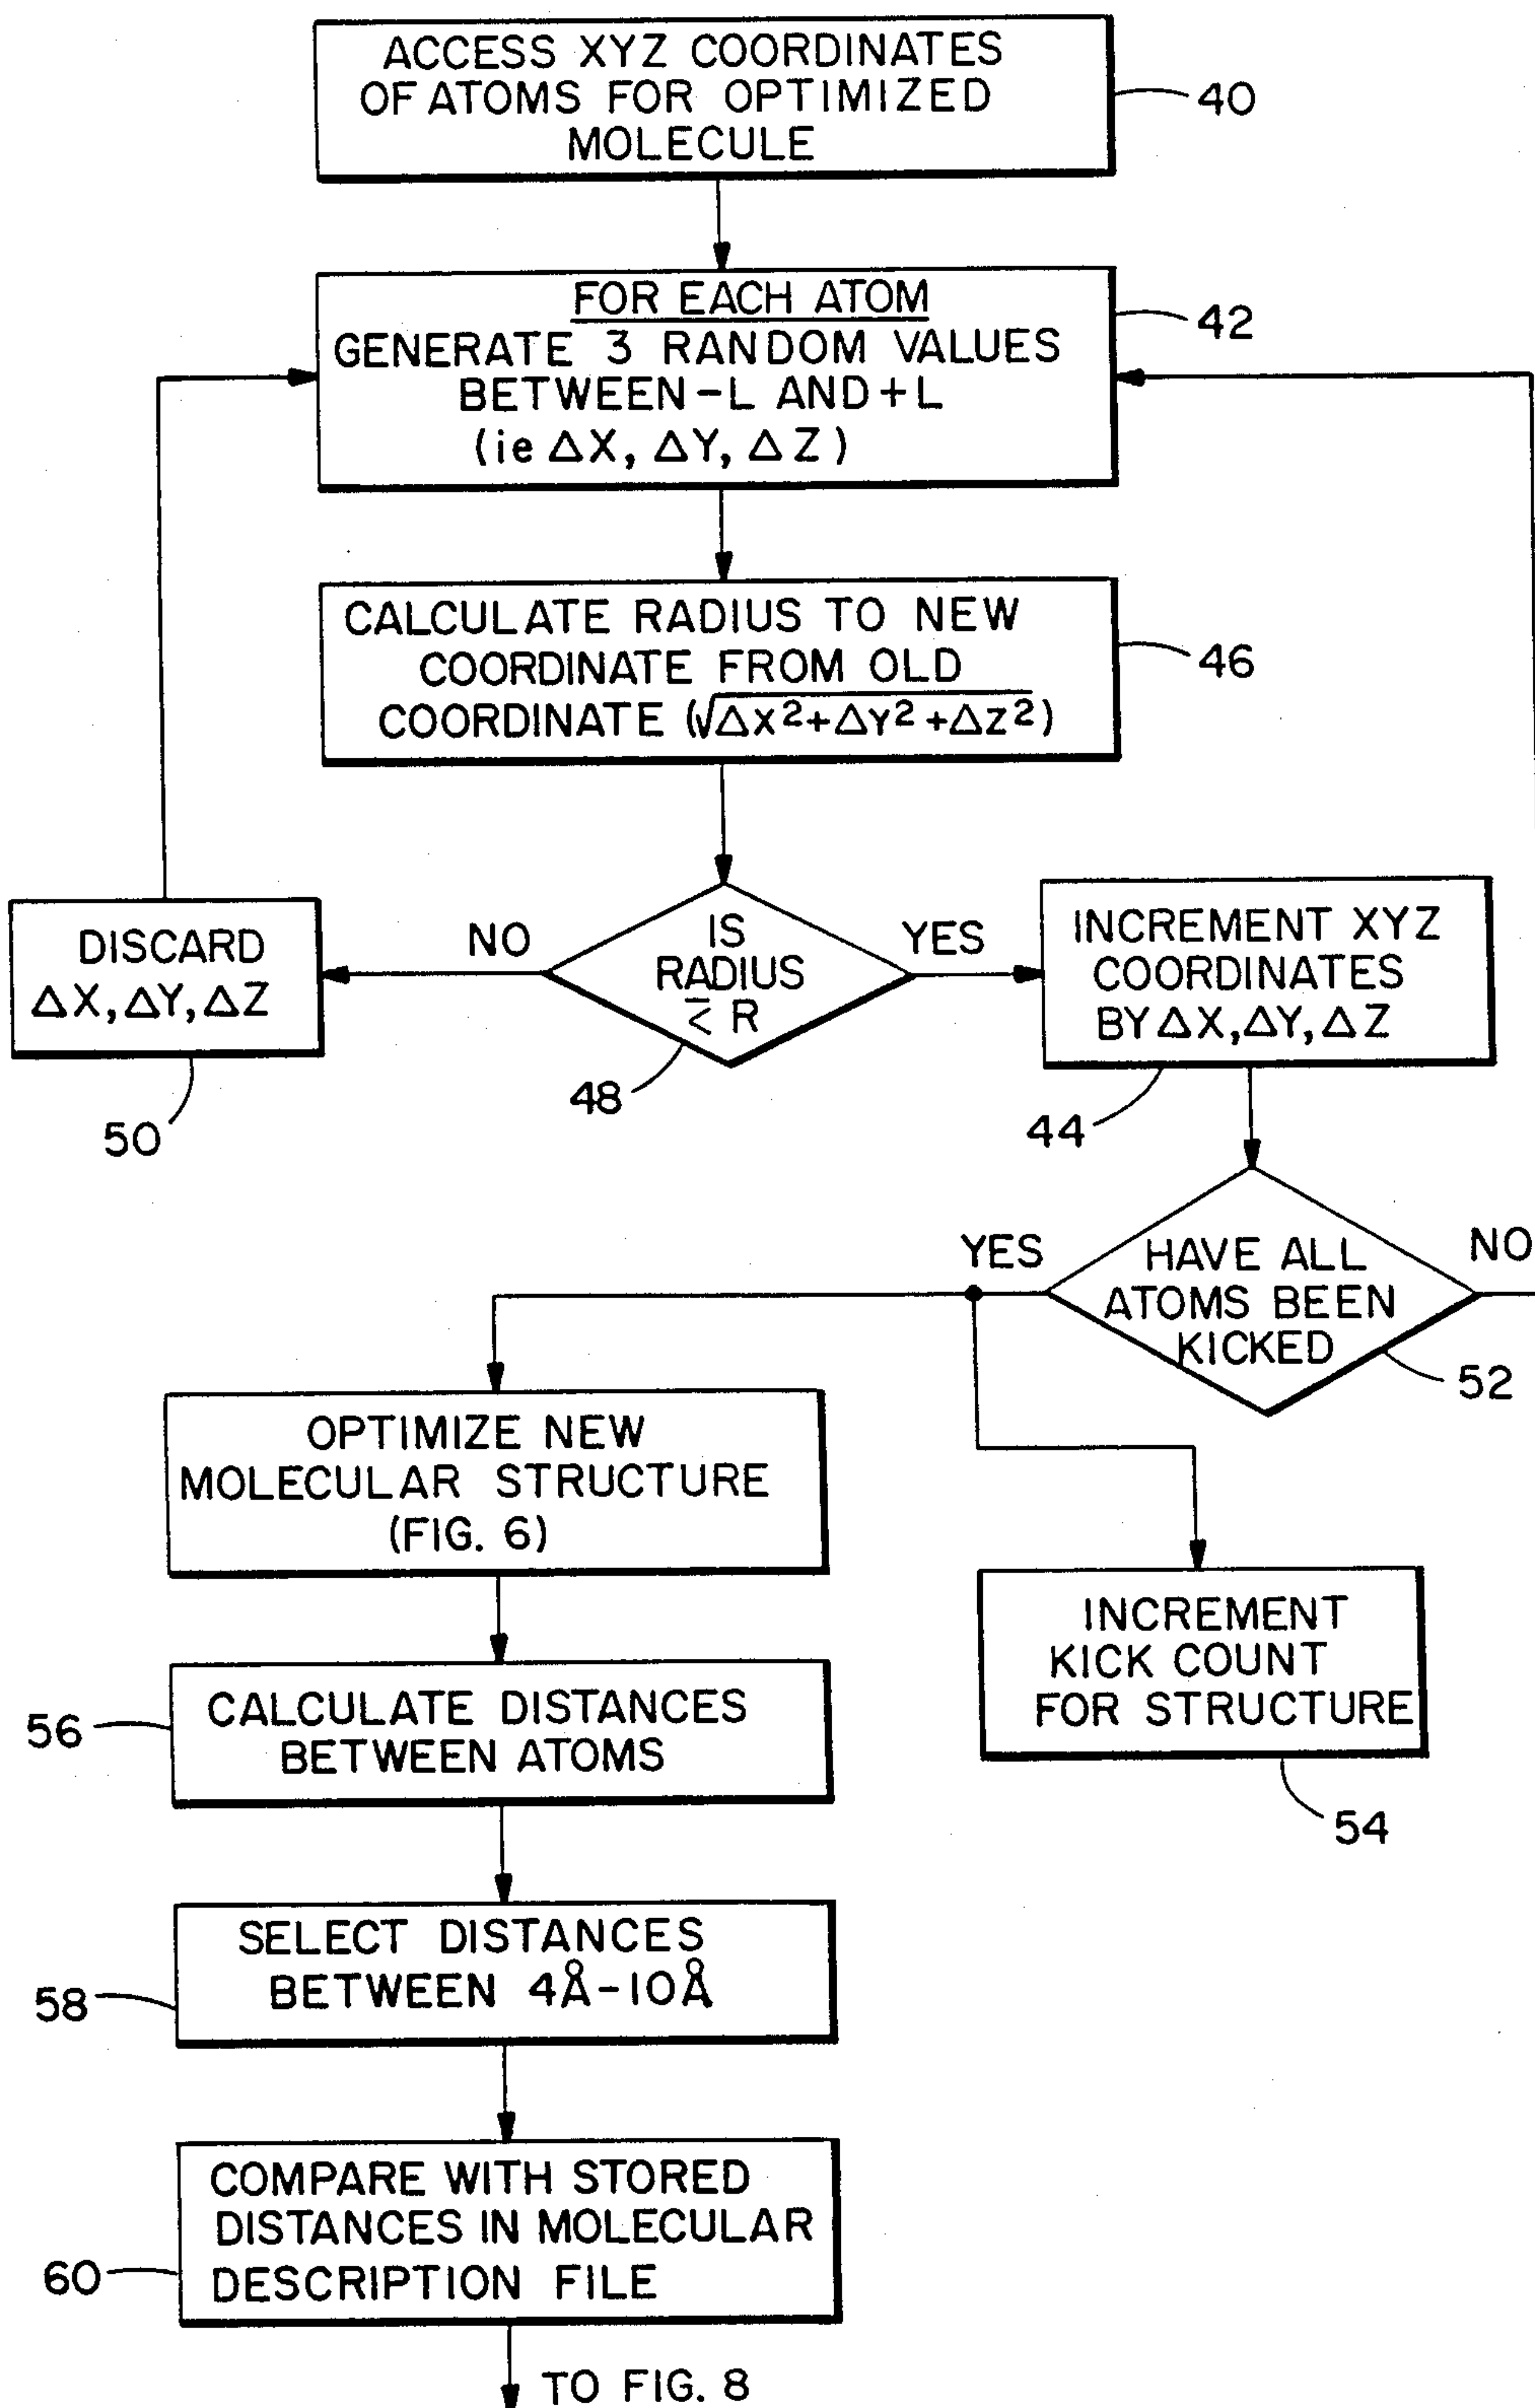 ACCESS XYZ COORDINATES
OF ATOMS FOR OPTIMIZED
MOLECULE
40
FOR EACH ATOM
GENERATE 3 RANDOM VALUES
BETWEEN -L AND +L
(ie ΔX, ΔY, ΔZ)
42
CALCULATE RADIUS TO NEW
COORDINATE FROM OLD
COORDINATE (√ΔX²+ΔY²+ΔZ²)
46
DISCARD
ΔX, ΔY, ΔZ
50
NO
IS
RADIUS
≤ R
48
YES
INCREMENT XYZ
COORDINATES
BY ΔX, ΔY, ΔZ
44
YES
HAVE ALL
ATOMS BEEN
KICKED
NO
52
OPTIMIZE NEW
MOLECULAR STRUCTURE
(FIG. 6)
INCREMENT
KICK COUNT
FOR STRUCTURE
54
CALCULATE DISTANCES
BETWEEN ATOMS
56
SELECT DISTANCES
BETWEEN 4Å-10Å
58
COMPARE WITH STORED
DISTANCES IN MOLECULAR
DESCRIPTION FILE
60
TO FIG. 8